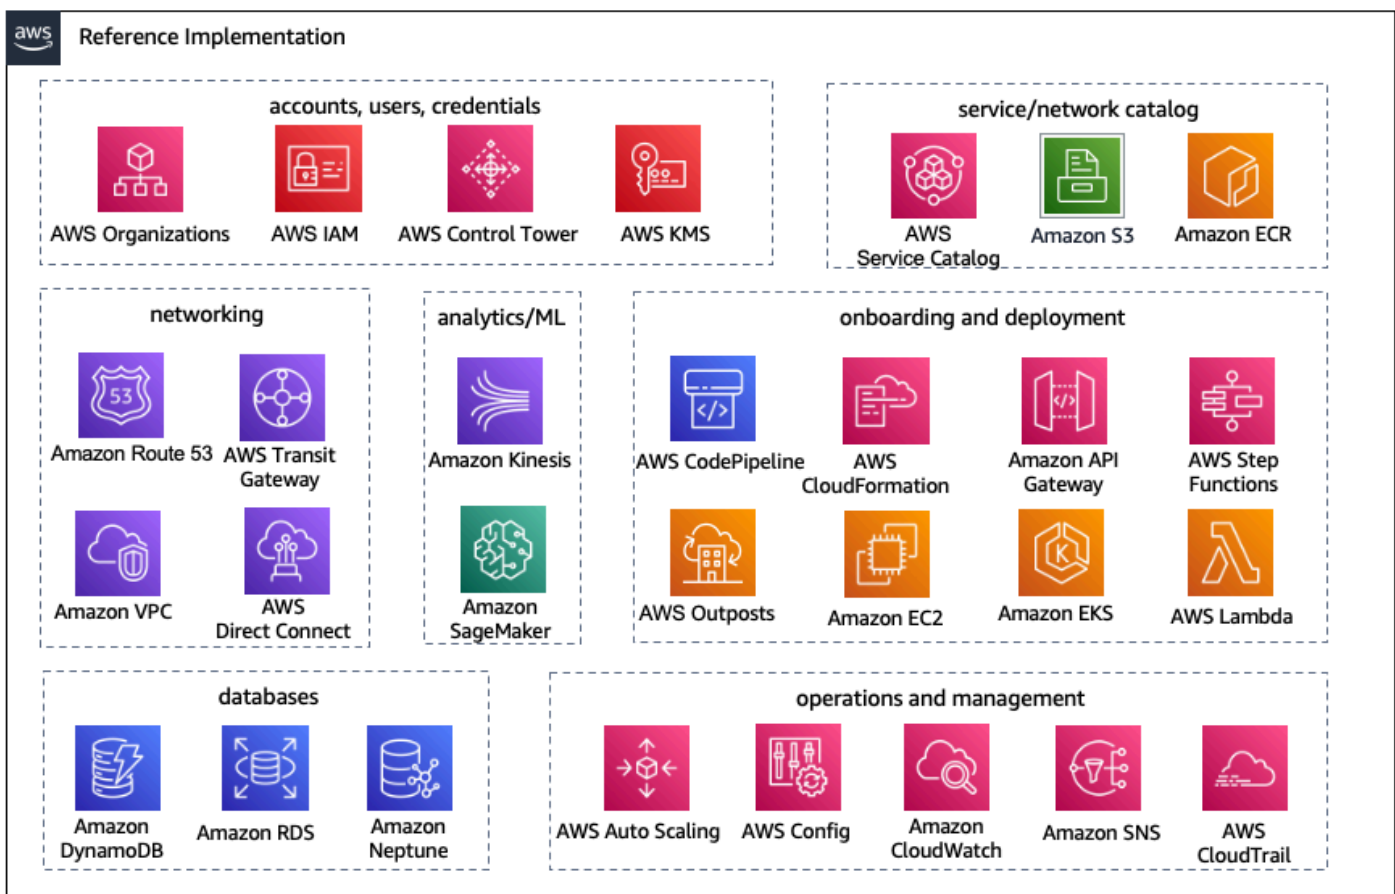 aws
Reference Implementation
accounts, users, credentials
AWS Organizations
AWS IAM
AWS Control Tower
AWS KMS
service/network catalog
AWS
Service Catalog
Amazon S3
Amazon ECR
networking
53
Amazon Route 53
AWS Transit
Gateway
Amazon VPC
AWS
Direct Connect
analytics/ML
Amazon Kinesis
Amazon
SageMaker
onboarding and deployment
</>
AWS CodePipeline
AWS
CloudFormation
</>
Amazon API
Gateway
AWS Step
Functions
AWS Outposts
Amazon EC2
K
Amazon EKS
AWS Lambda
databases
Amazon
DynamoDB
Amazon RDS
Amazon
Neptune
operations and management
AWS Auto Scaling
AWS Config
Amazon
CloudWatch
Amazon SNS
AWS
CloudTrail